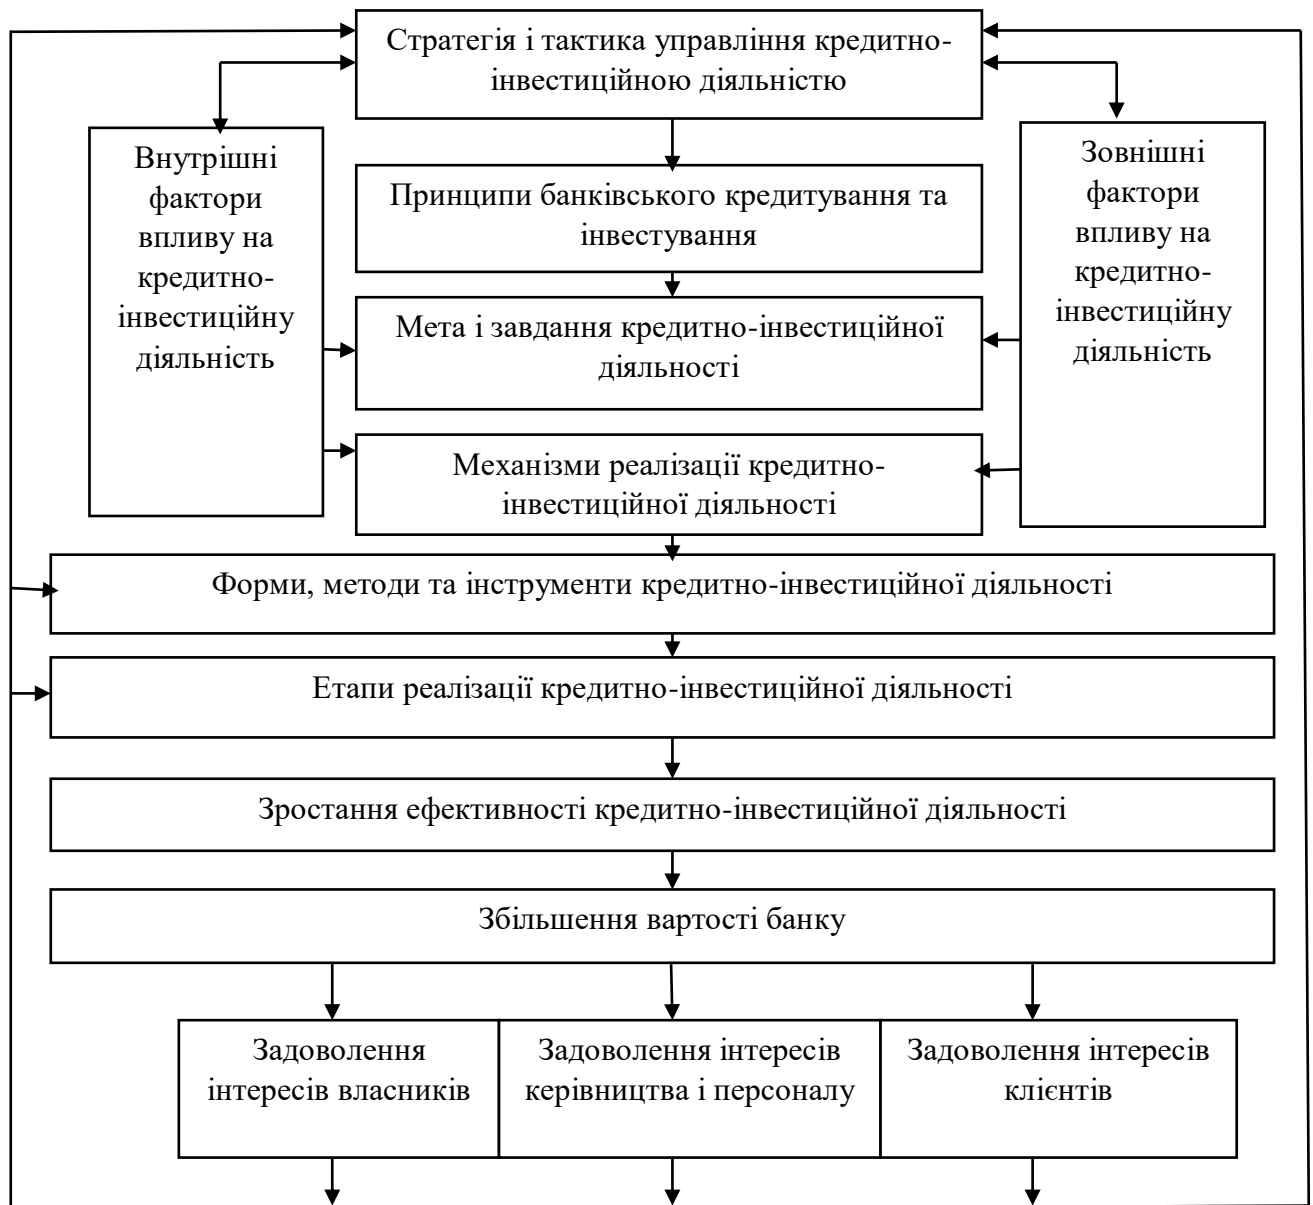 Стратегія і тактика управління кредитно-
інвестиційною діяльністю
Внутрішні
фактори
впливу на
кредитно-
інвестиційну
діяльність
Принципи банківського кредитування та
інвестування
Мета і завдання кредитно-інвестиційної
діяльності
Механізми реалізації кредитно-
інвестиційної діяльності
Зовнішні
фактори
впливу на
кредитно-
інвестиційну
діяльність
Форми, методи та інструменти кредитно-інвестиційної діяльності
Етапи реалізації кредитно-інвестиційної діяльності
Зростання ефективності кредитно-інвестиційної діяльності
Збільшення вартості банку
Задоволення
інтересів власників
Задоволення інтересів
керівництва і персоналу
Задоволення інтересів
клієнтів